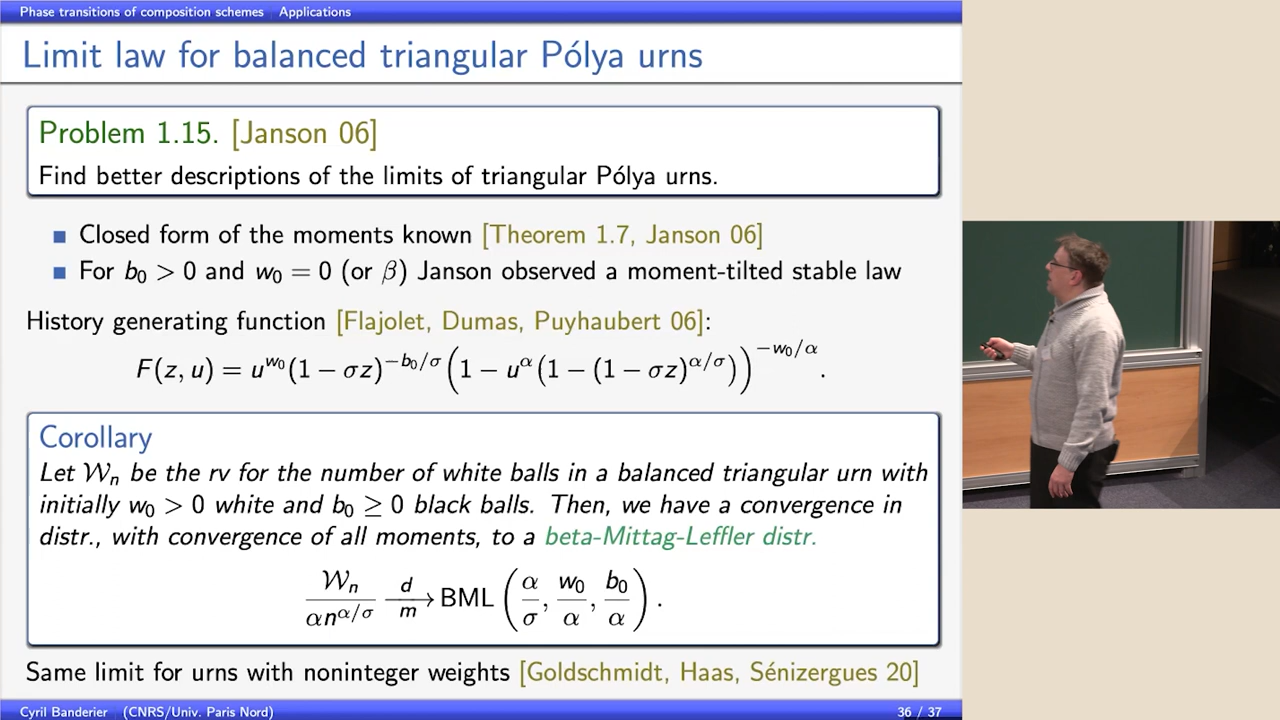 Phase transitions of composition schemes Applications
Limit law for balanced triangular Pólya urns
Problem 1.15. [Janson 06]
Find better descriptions of the limits of triangular Pólya urns.
■ Closed form of the moments known [Theorem 1.7, Janson 06]
■ For b₀ > 0 and w₀ = 0 (or β) Janson observed a moment-tilted stable law
History generating function [Flajolet, Dumas, Puyhaubert 06]:
F(z, u) = u^{w₀}(1 − σz)^{−b₀/σ}(1 − u^α(1 − (1 − σz)^{α/σ}))^{−w₀/α}.
Corollary
Let 𝒲ₙ be the rv for the number of white balls in a balanced triangular urn with
initially w₀ > 0 white and b₀ ≥ 0 black balls. Then, we have a convergence in
distr., with convergence of all moments, to a beta-Mittag-Leffler distr.
𝒲ₙ/(αn^{α/σ}) →^d_m BML(α/σ, w₀/α, b₀/α).
Same limit for urns with noninteger weights [Goldschmidt, Haas, Sénizergues 20]
Cyril Banderier (CNRS/Univ. Paris Nord) 36 / 37